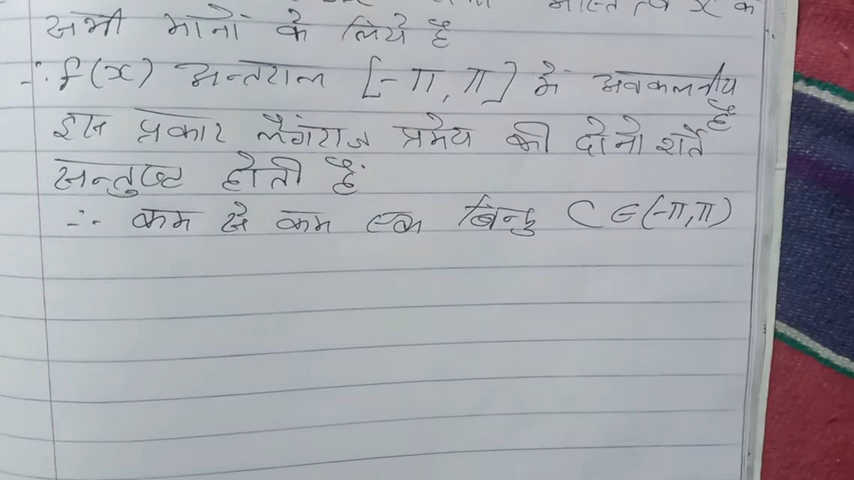 x के
सभी मानों के लिये है
∴ f(x) अन्तराल [-π, π] में अवकलनीय है
इस प्रकार लैगंराज प्रमेय की दोनो शर्ते
सन्तुष्ट होती हैं
∴ कम से कम एक बिन्दु C ∈ (-π, π)